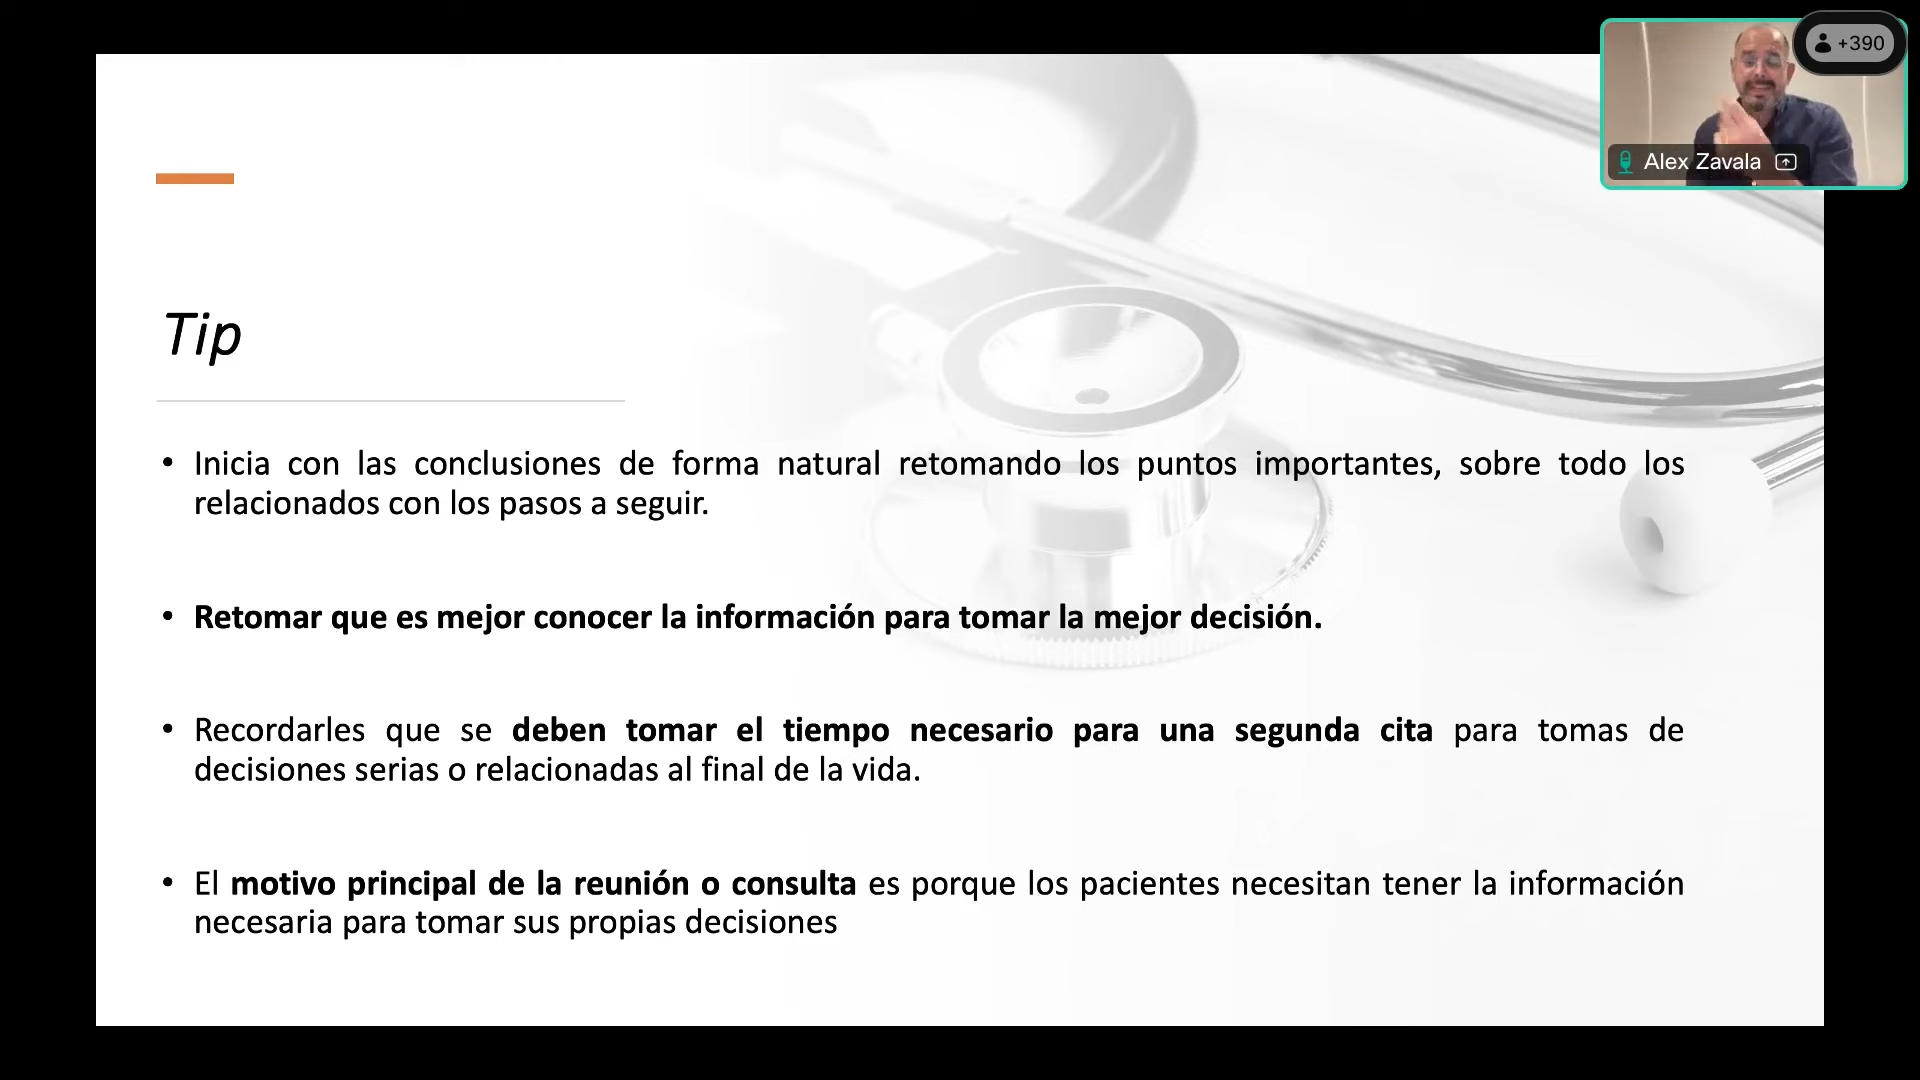 +390
Alex Zavala
Tip
• Inicia con las conclusiones de forma natural retomando los puntos importantes, sobre todo los
relacionados con los pasos a seguir.
• Retomar que es mejor conocer la información para tomar la mejor decisión.
• Recordarles que se deben tomar el tiempo necesario para una segunda cita para tomas de
decisiones serias o relacionadas al final de la vida.
• El motivo principal de la reunión o consulta es porque los pacientes necesitan tener la información
necesaria para tomar sus propias decisiones